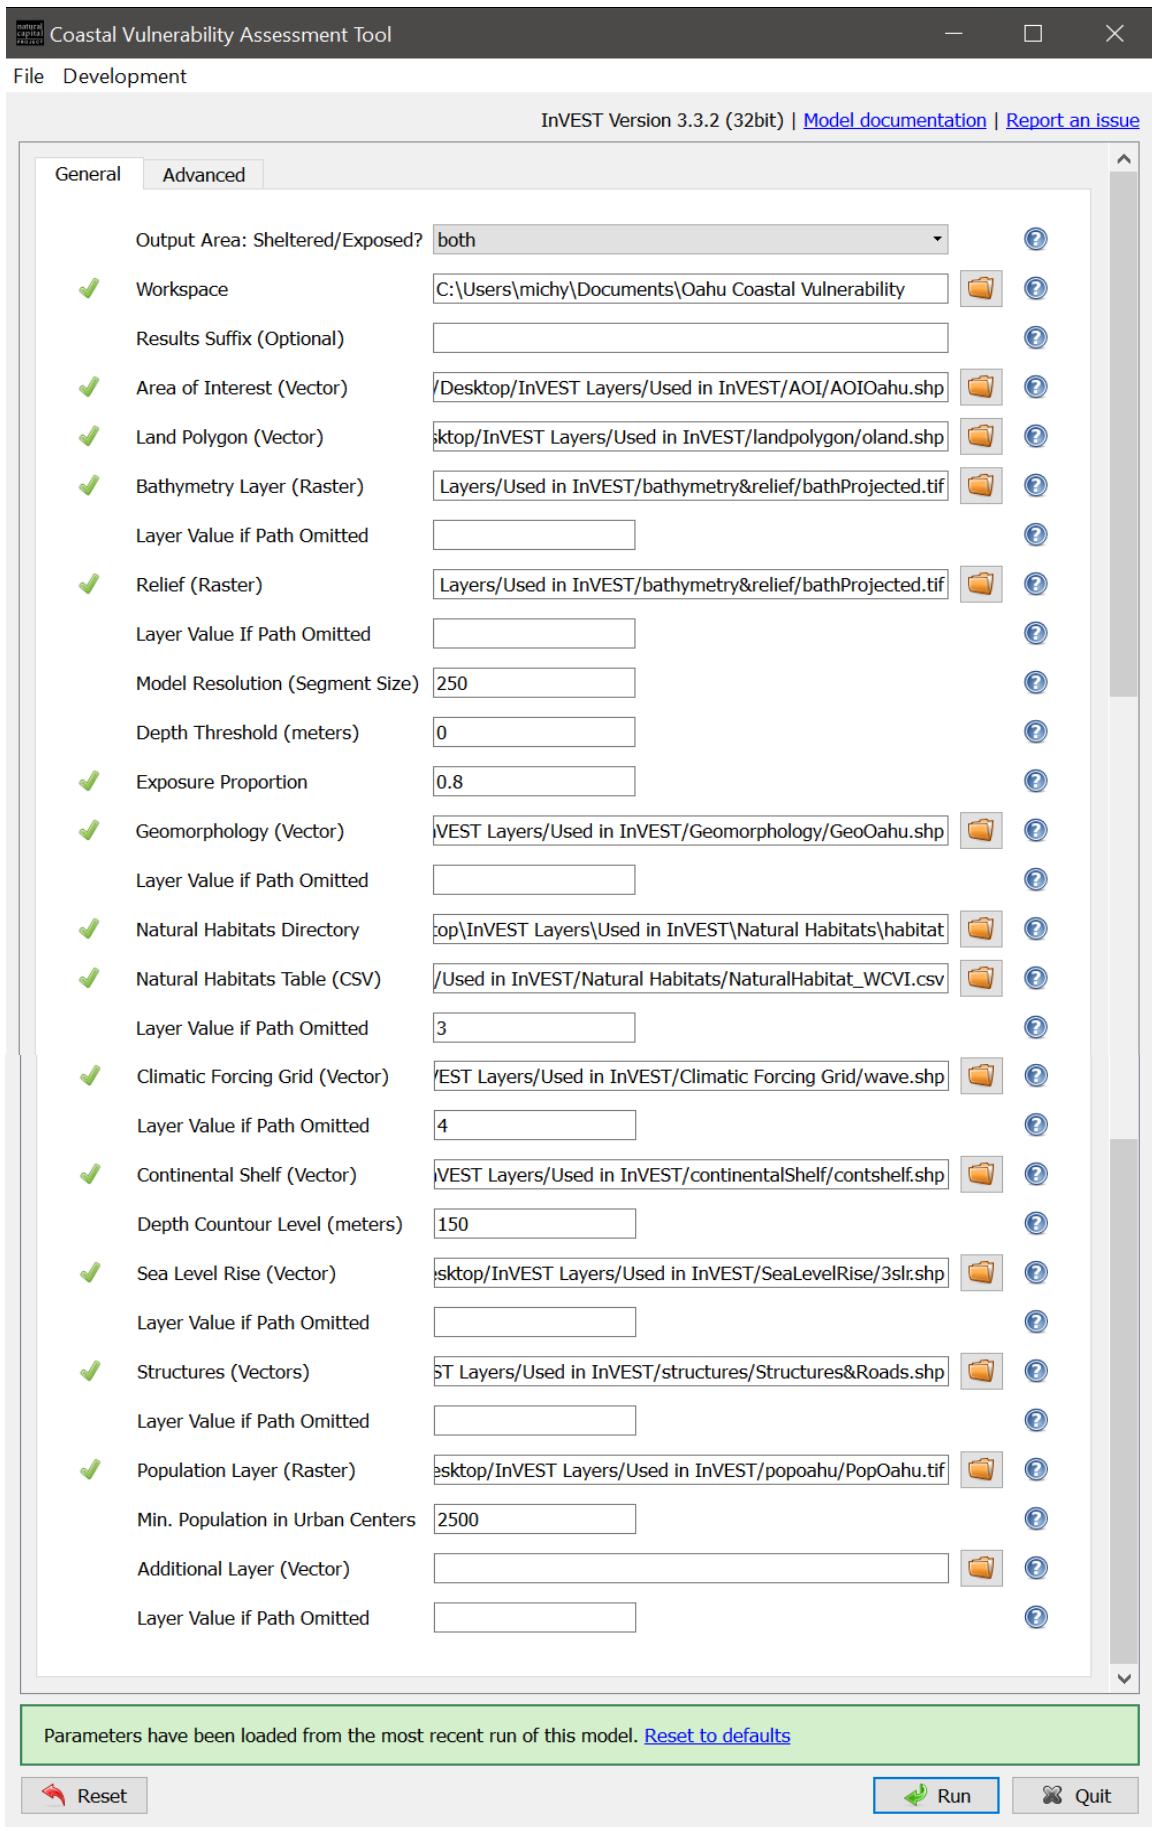 natural
capital
PROJECT
Coastal Vulnerability Assessment Tool
File Development
InVEST Version 3.3.2 (32bit) | Model documentation | Report an issue
General Advanced
Output Area: Sheltered/Exposed? both
Workspace C:\Users\michy\Documents\Oahu Coastal Vulnerability
Results Suffix (Optional)
Area of Interest (Vector) /Desktop/InVEST Layers/Used in InVEST/AOI/AOIOahu.shp
Land Polygon (Vector) sktop/InVEST Layers/Used in InVEST/landpolygon/oland.shp
Bathymetry Layer (Raster) Layers/Used in InVEST/bathymetry&relief/bathProjected.tif
Layer Value if Path Omitted
Relief (Raster) Layers/Used in InVEST/bathymetry&relief/bathProjected.tif
Layer Value If Path Omitted
Model Resolution (Segment Size) 250
Depth Threshold (meters) 0
Exposure Proportion 0.8
Geomorphology (Vector) nVEST Layers/Used in InVEST/Geomorphology/GeoOahu.shp
Layer Value if Path Omitted
Natural Habitats Directory top\InVEST Layers\Used in InVEST\Natural Habitats\habitat
Natural Habitats Table (CSV) /Used in InVEST/Natural Habitats/NaturalHabitat_WCVI.csv
Layer Value if Path Omitted 3
Climatic Forcing Grid (Vector) VEST Layers/Used in InVEST/Climatic Forcing Grid/wave.shp
Layer Value if Path Omitted 4
Continental Shelf (Vector) nVEST Layers/Used in InVEST/continentalShelf/contshelf.shp
Depth Countour Level (meters) 150
Sea Level Rise (Vector) esktop/InVEST Layers/Used in InVEST/SeaLevelRise/3slr.shp
Layer Value if Path Omitted
Structures (Vectors) ST Layers/Used in InVEST/structures/Structures&Roads.shp
Layer Value if Path Omitted
Population Layer (Raster) esktop/InVEST Layers/Used in InVEST/popoahu/PopOahu.tif
Min. Population in Urban Centers 2500
Additional Layer (Vector)
Layer Value if Path Omitted
Parameters have been loaded from the most recent run of this model. Reset to defaults
Reset Run Quit